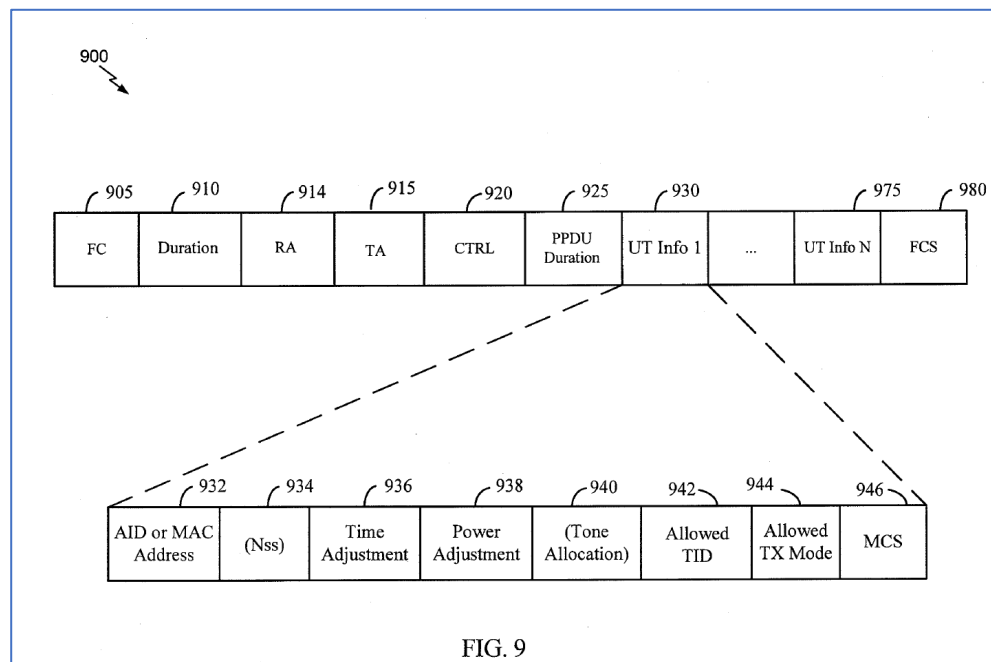 900
905 910 914 915 920 925 930 975 980
FC Duration RA TA CTRL PPDU Duration UT Info 1 ... UT Info N FCS
932 934 936 938 940 942 944 946
AID or MAC Address (Nss) Time Adjustment Power Adjustment (Tone Allocation) Allowed TID Allowed TX Mode MCS
FIG. 9